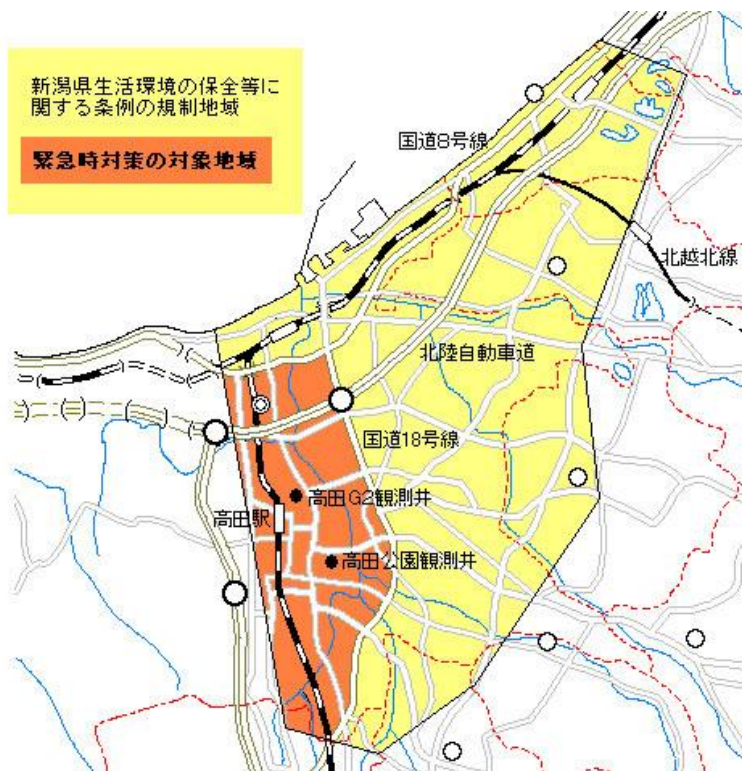 新潟県生活環境の保全等に
関する条例の規制地域
緊急時対策の対象地域
国道8号線
北越北線
北陸自動車道
国道18号線
高田G2観測井
高田駅
高田公園観測井